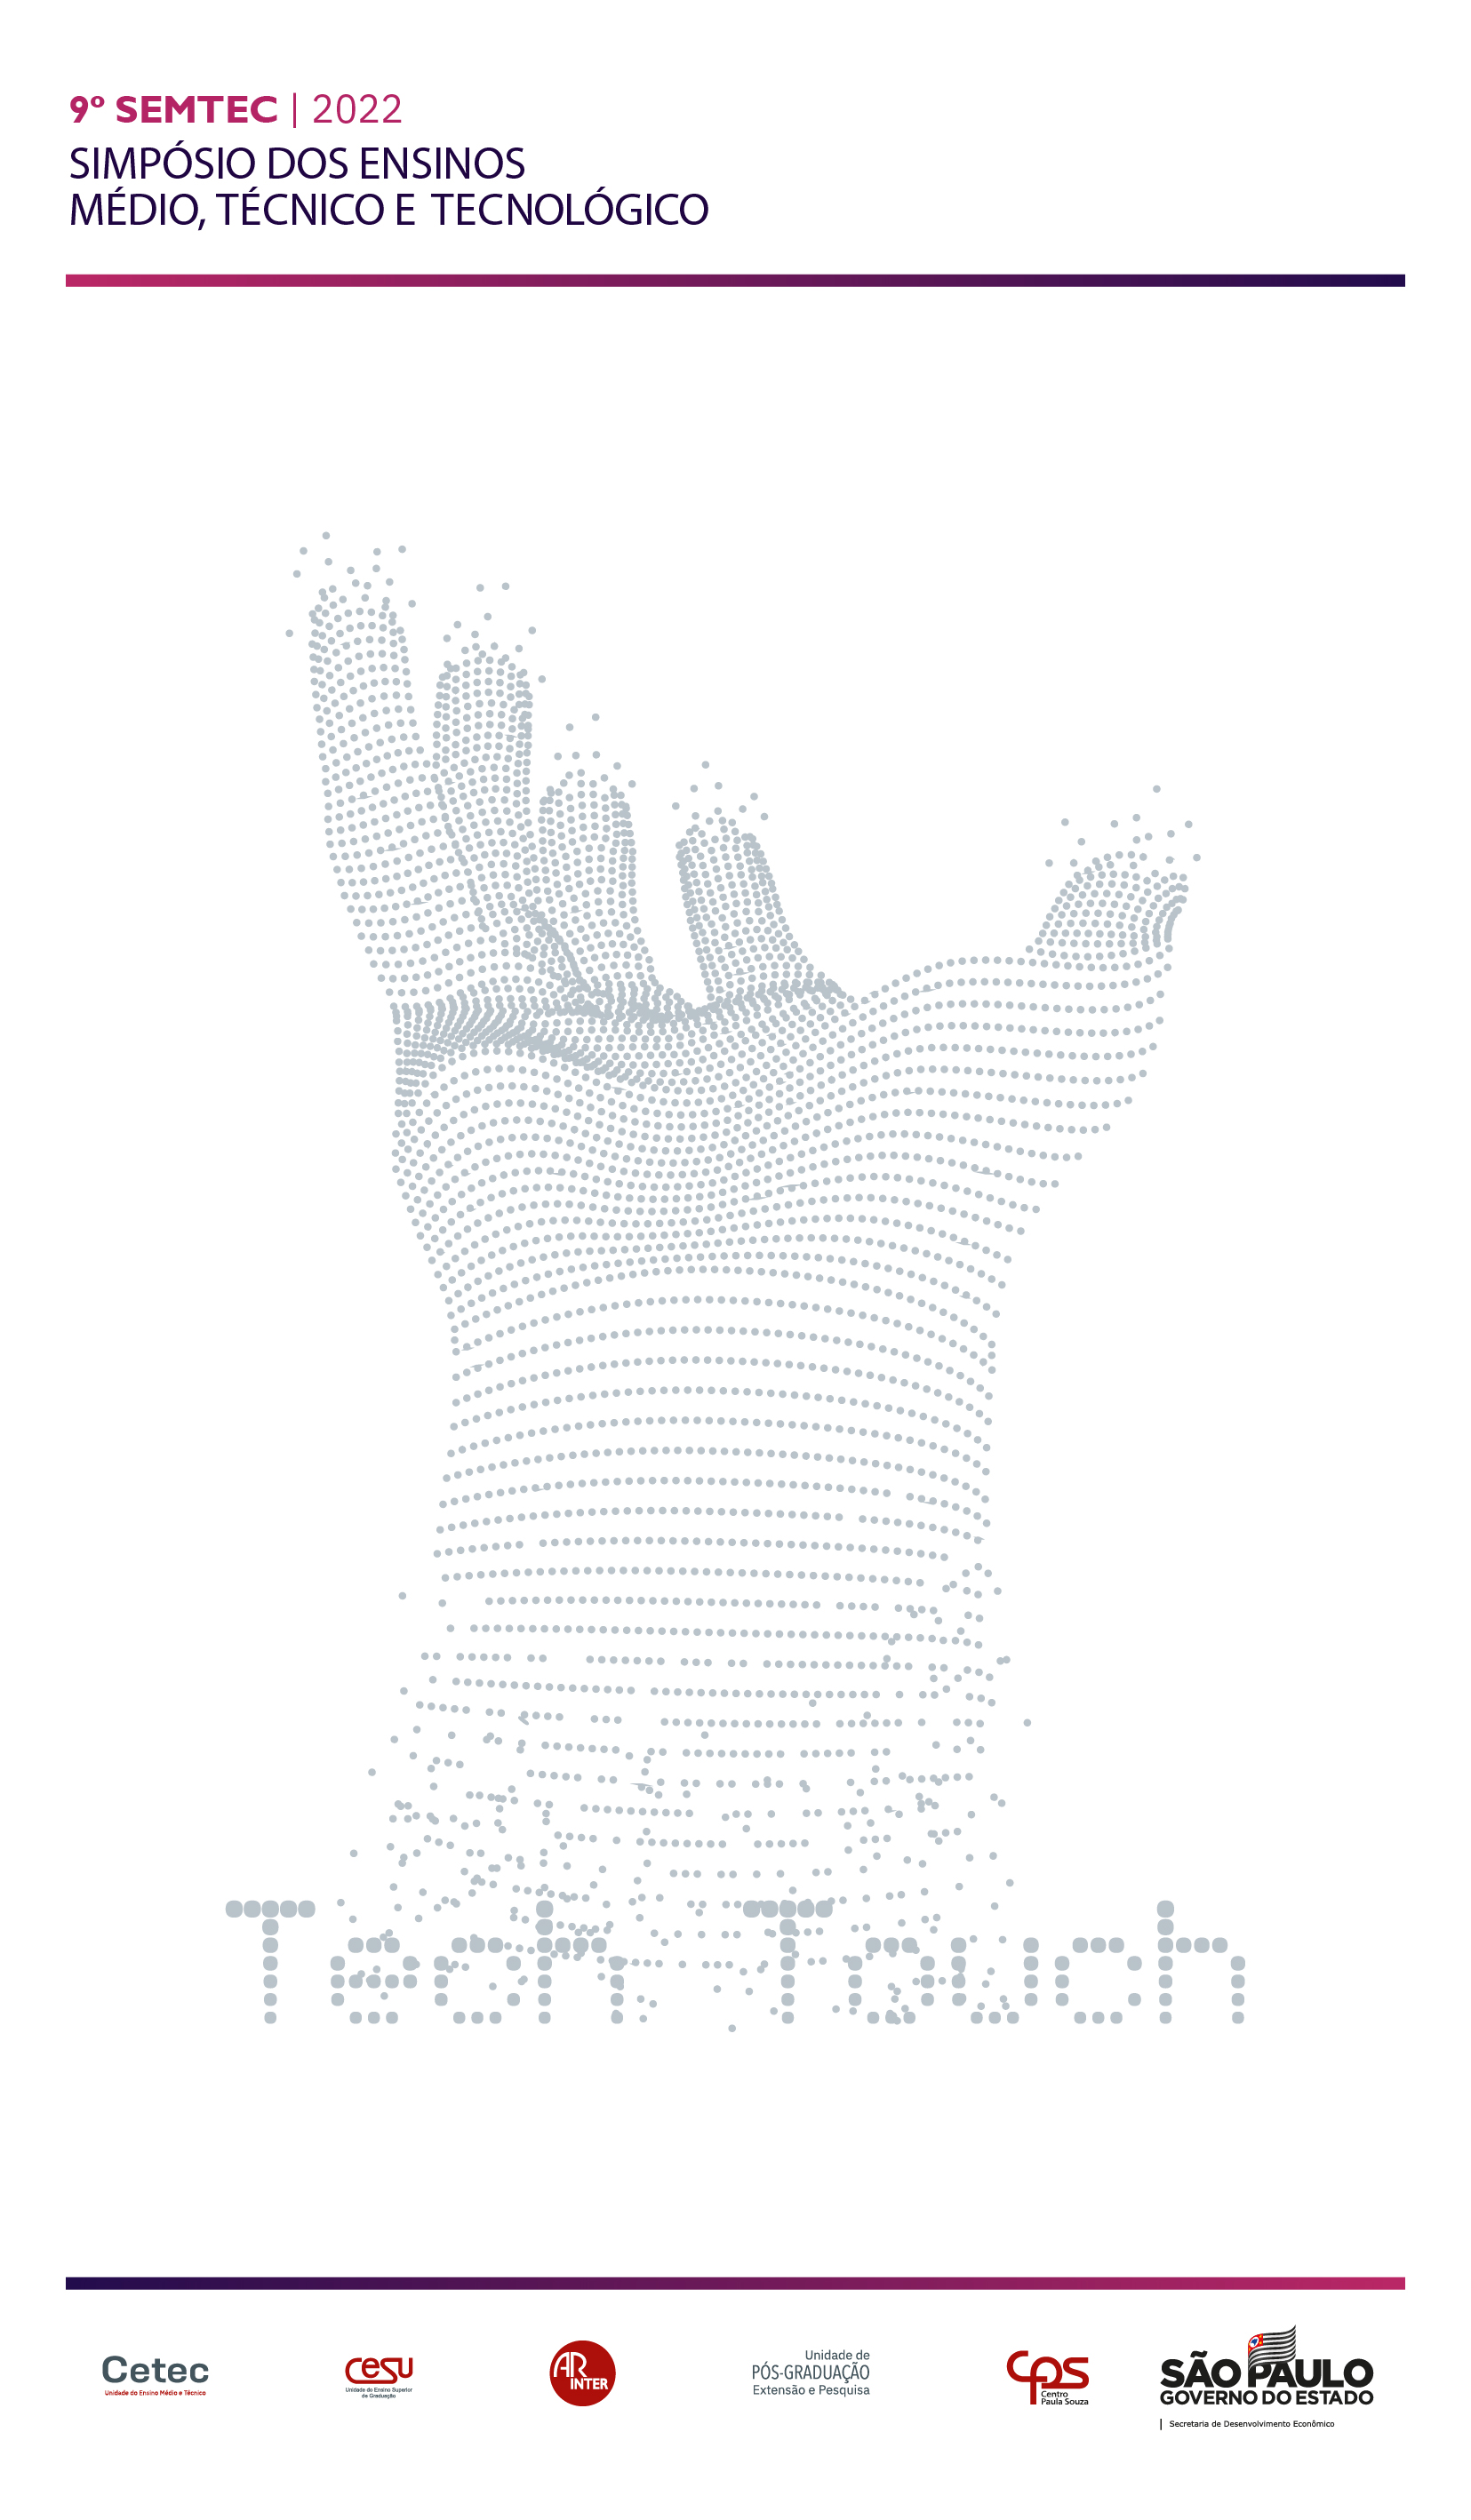 9º SEMTEC | 2022
SIMPÓSIO DOS ENSINOS
MÉDIO, TÉCNICO E TECNOLÓGICO
Tech Touch
Cetec
Unidade do Ensino Médio e Técnico
cesu
Unidade do Ensino Superior
de Graduação
AR
INTER
Unidade de
PÓS-GRADUAÇÃO
Extensão e Pesquisa
cps
Centro
Paula Souza
SÃO PAULO
GOVERNO DO ESTADO
Secretaria de Desenvolvimento Econômico